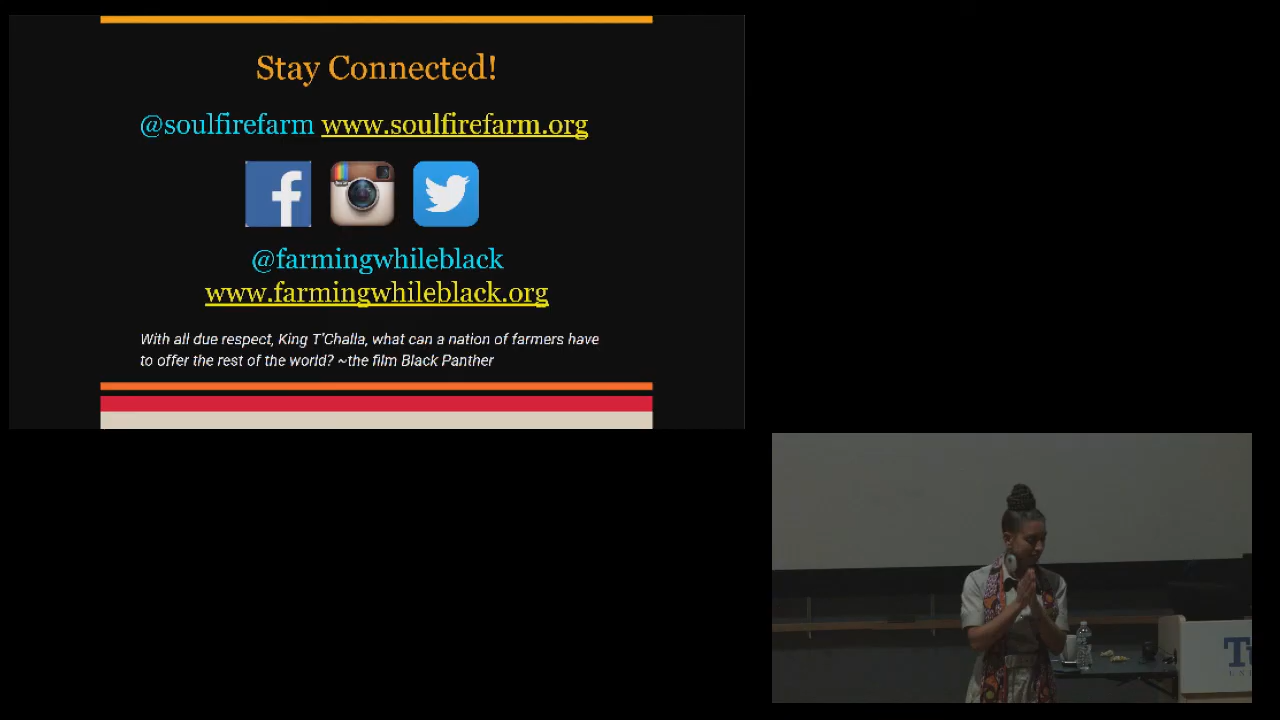 Stay Connected!
@soulfirefarm www.soulfirefarm.org
@farmingwhileblack
www.farmingwhileblack.org
With all due respect, King T'Challa, what can a nation of farmers have
to offer the rest of the world? ~the film Black Panther